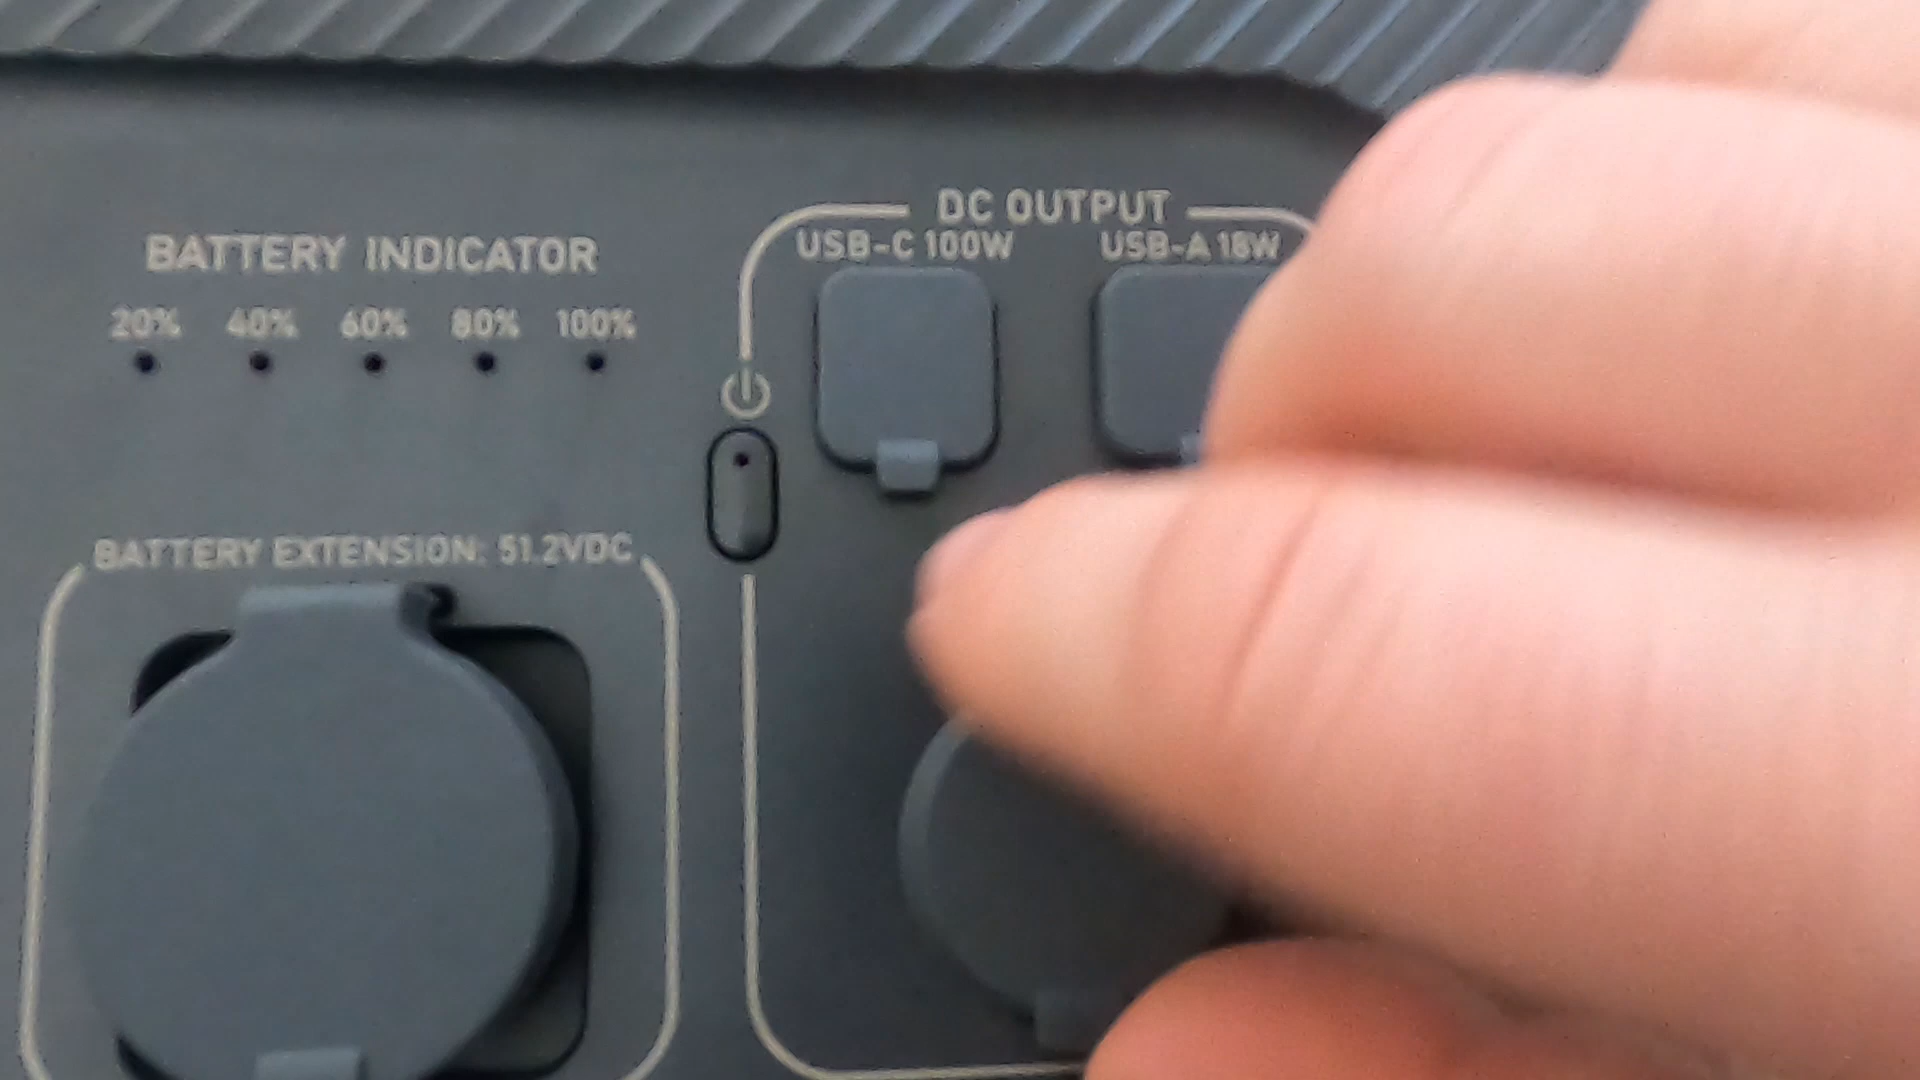 DC OUTPUT
USB-C 100W USB-A 18W
BATTERY INDICATOR
20% 40% 60% 80% 100%
BATTERY EXTENSION: 51.2VDC